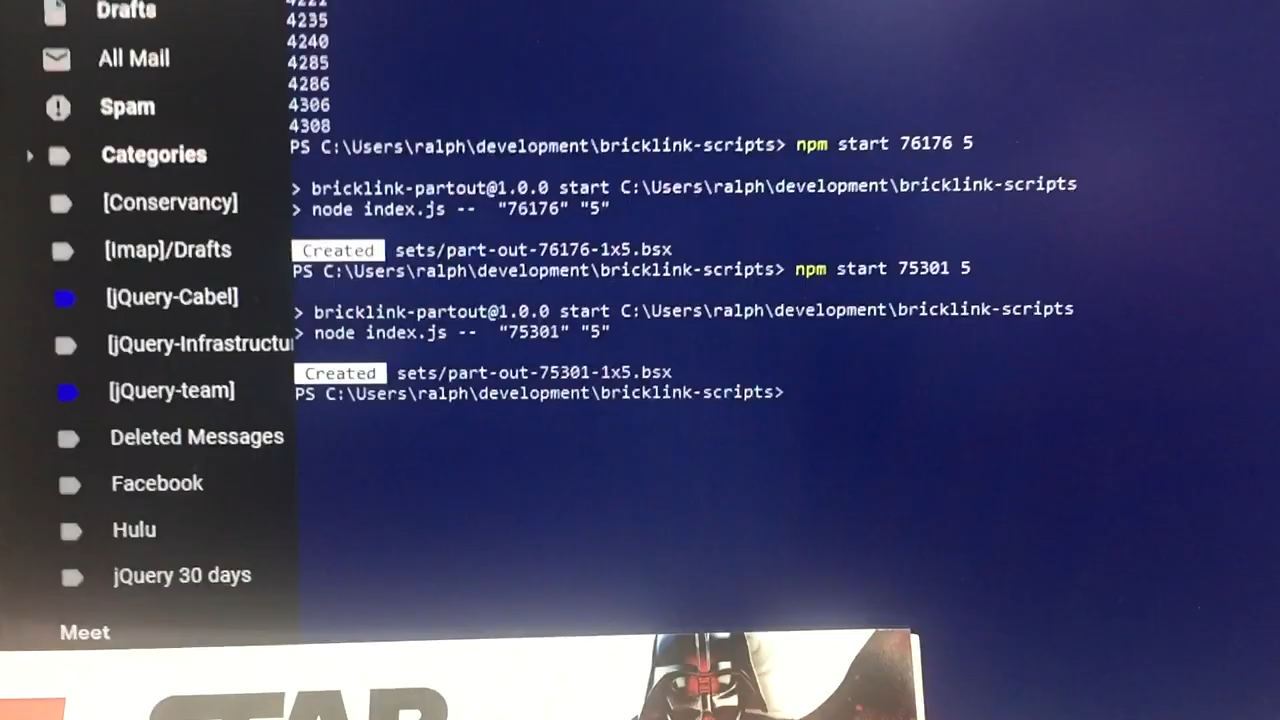 Drafts
All Mail
Spam
Categories
[Conservancy]
[Imap]/Drafts
[jQuery-Cabel]
[jQuery-Infrastructu
[jQuery-team]
Deleted Messages
Facebook
Hulu
jQuery 30 days
Meet
4221
4235
4240
4285
4286
4306
4308
PS C:\Users\ralph\development\bricklink-scripts> npm start 76176 5
> bricklink-partout@1.0.0 start C:\Users\ralph\development\bricklink-scripts
> node index.js -- "76176" "5"
Created sets/part-out-76176-1x5.bsx
PS C:\Users\ralph\development\bricklink-scripts> npm start 75301 5
> bricklink-partout@1.0.0 start C:\Users\ralph\development\bricklink-scripts
> node index.js -- "75301" "5"
Created sets/part-out-75301-1x5.bsx
PS C:\Users\ralph\development\bricklink-scripts>
STAR